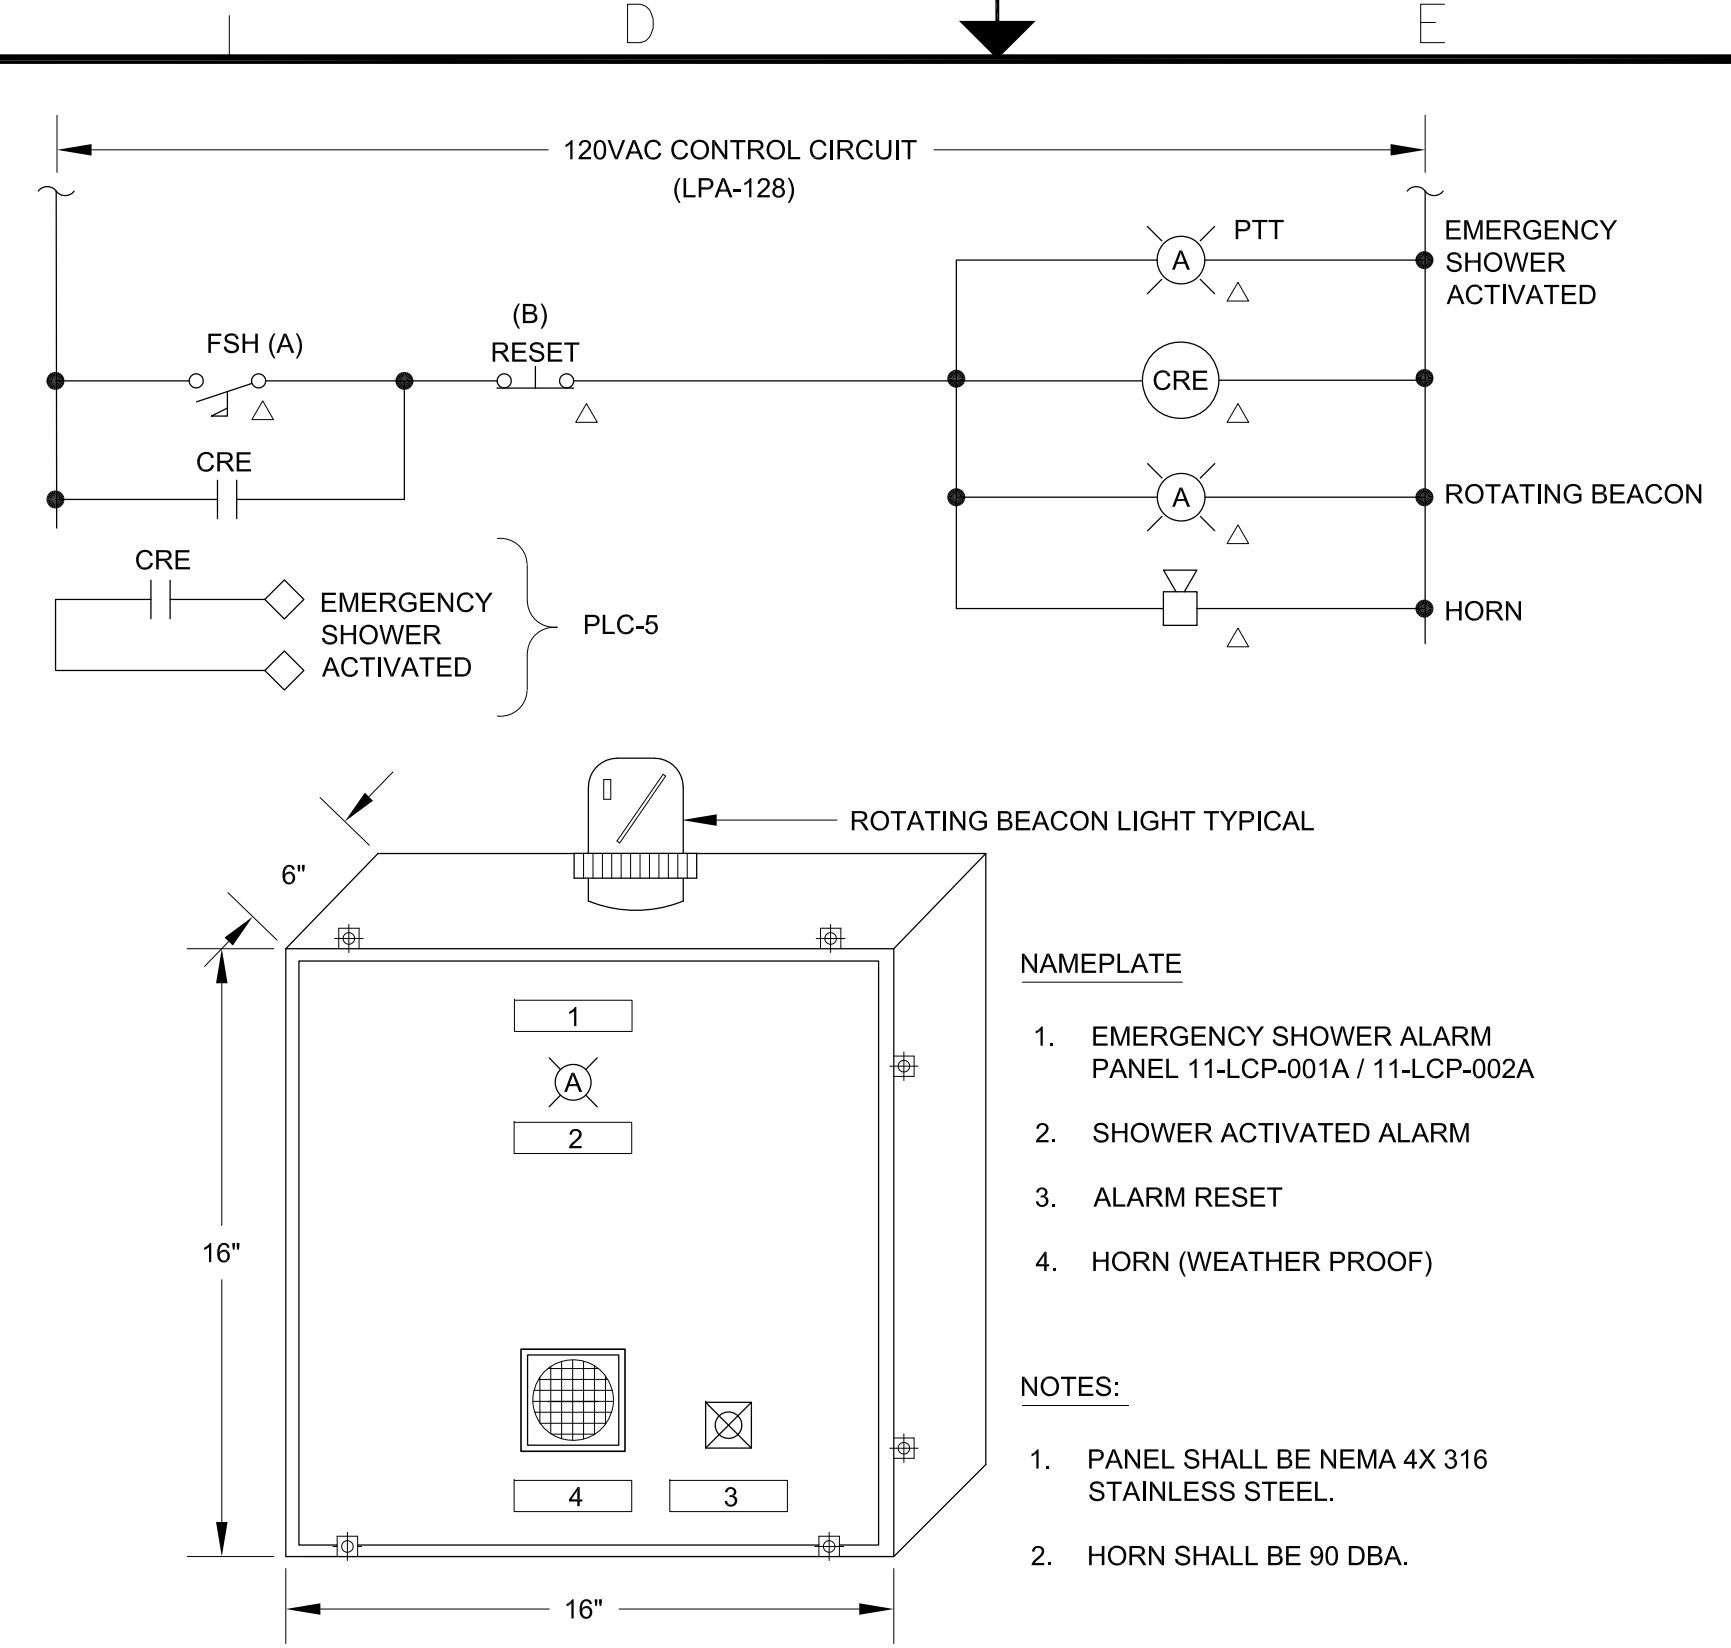 D
E
120VAC CONTROL CIRCUIT
(LPA-128)
PTT
A
EMERGENCY
SHOWER
ACTIVATED
(B)
FSH (A)
RESET
CRE
CRE
A
ROTATING BEACON
CRE
EMERGENCY
SHOWER
ACTIVATED
PLC-5
HORN
ROTATING BEACON LIGHT TYPICAL
6"
16"
16"
1
A
2
4
3
NAMEPLATE
1. EMERGENCY SHOWER ALARM
PANEL 11-LCP-001A / 11-LCP-002A
2. SHOWER ACTIVATED ALARM
3. ALARM RESET
4. HORN (WEATHER PROOF)
NOTES:
1. PANEL SHALL BE NEMA 4X 316
STAINLESS STEEL.
2. HORN SHALL BE 90 DBA.